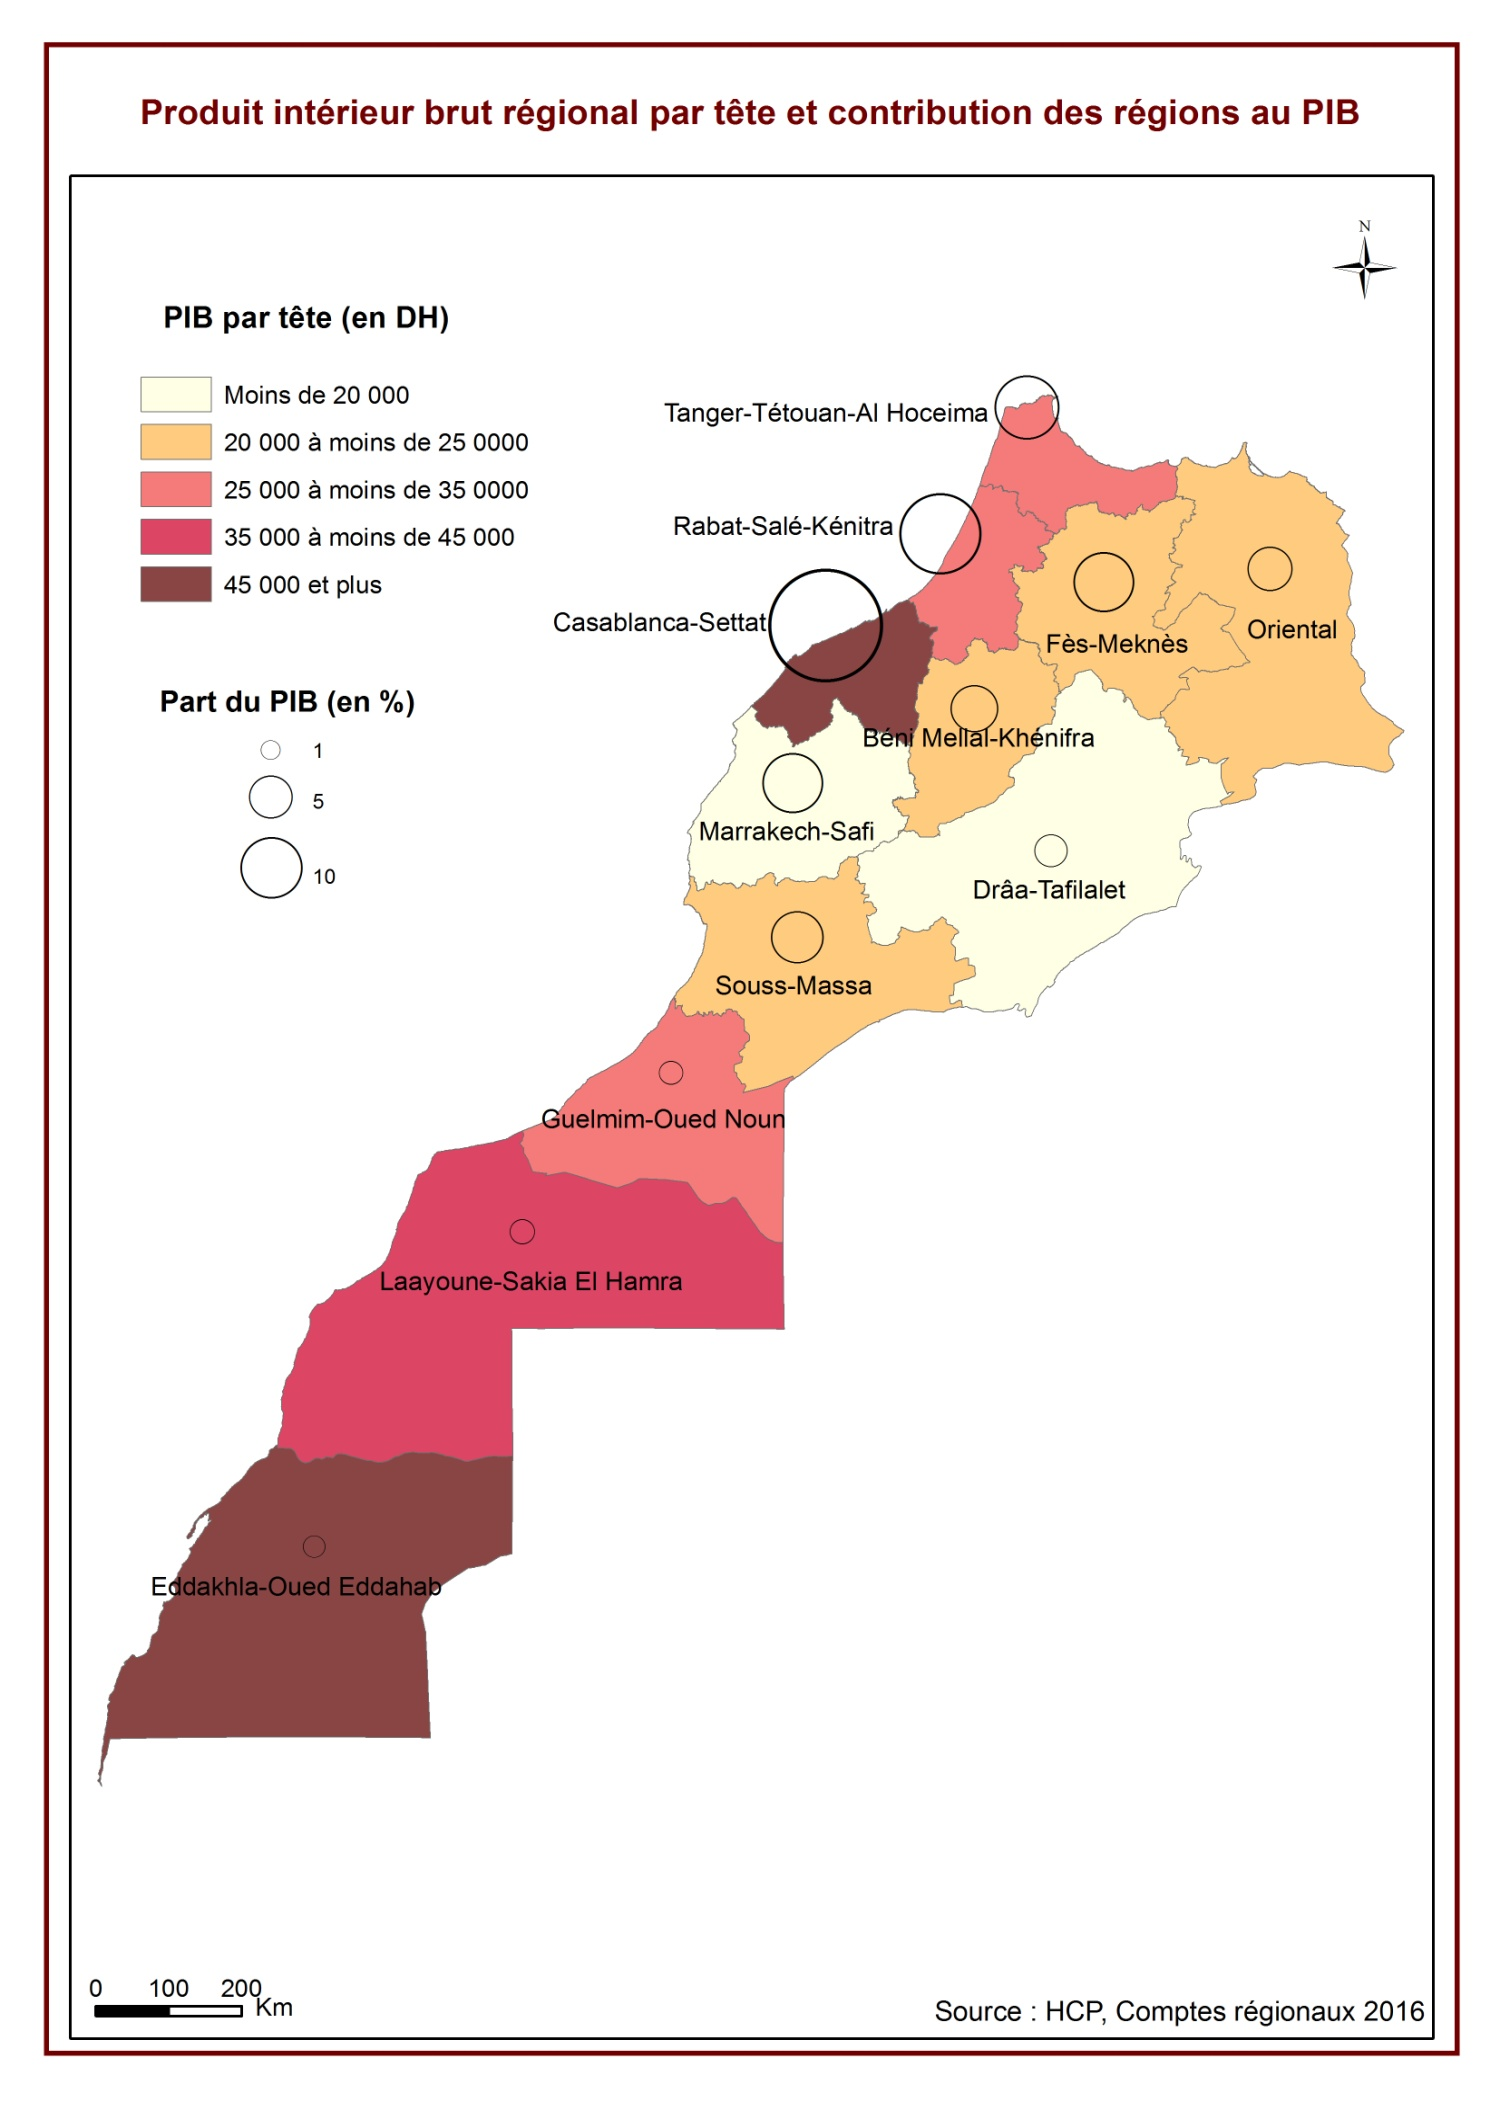 Produit intérieur brut régional par tête et contribution des régions au PIB
N
PIB par tête (en DH)
Moins de 20 000
20 000 à moins de 25 0000
25 000 à moins de 35 0000
35 000 à moins de 45 000
45 000 et plus
Part du PIB (en %)
1
5
10
Tanger-Tétouan-Al Hoceima
Rabat-Salé-Kénitra
Casablanca-Settat
Oriental
Fès-Meknès
Béni Mellal-Khénifra
Marrakech-Safi
Drâa-Tafilalet
Souss-Massa
Guelmim-Oued Noun
Laayoune-Sakia El Hamra
Eddakhla-Oued Eddahab
0 100 200
Km
Source : HCP, Comptes régionaux 2016